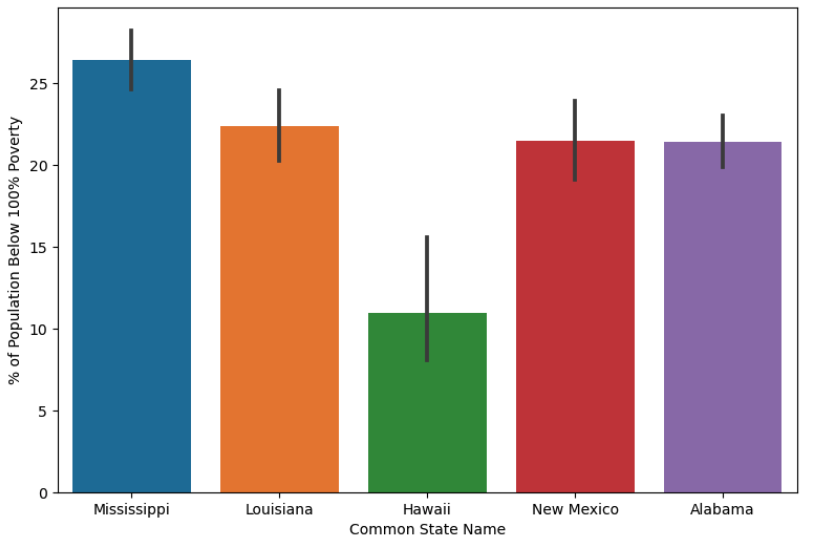 % of Population Below 100% Poverty
25
20
15
10
5
0
Mississippi Louisiana Hawaii New Mexico Alabama
Common State Name